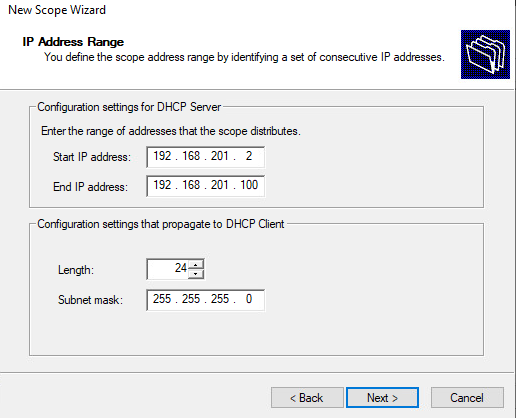 New Scope Wizard
IP Address Range
You define the scope address range by identifying a set of consecutive IP addresses.
Configuration settings for DHCP Server
Enter the range of addresses that the scope distributes.
Start IP address: 192 . 168 . 201 . 2
End IP address: 192 . 168 . 201 . 100
Configuration settings that propagate to DHCP Client
Length: 24
Subnet mask: 255 . 255 . 255 . 0
< Back Next > Cancel